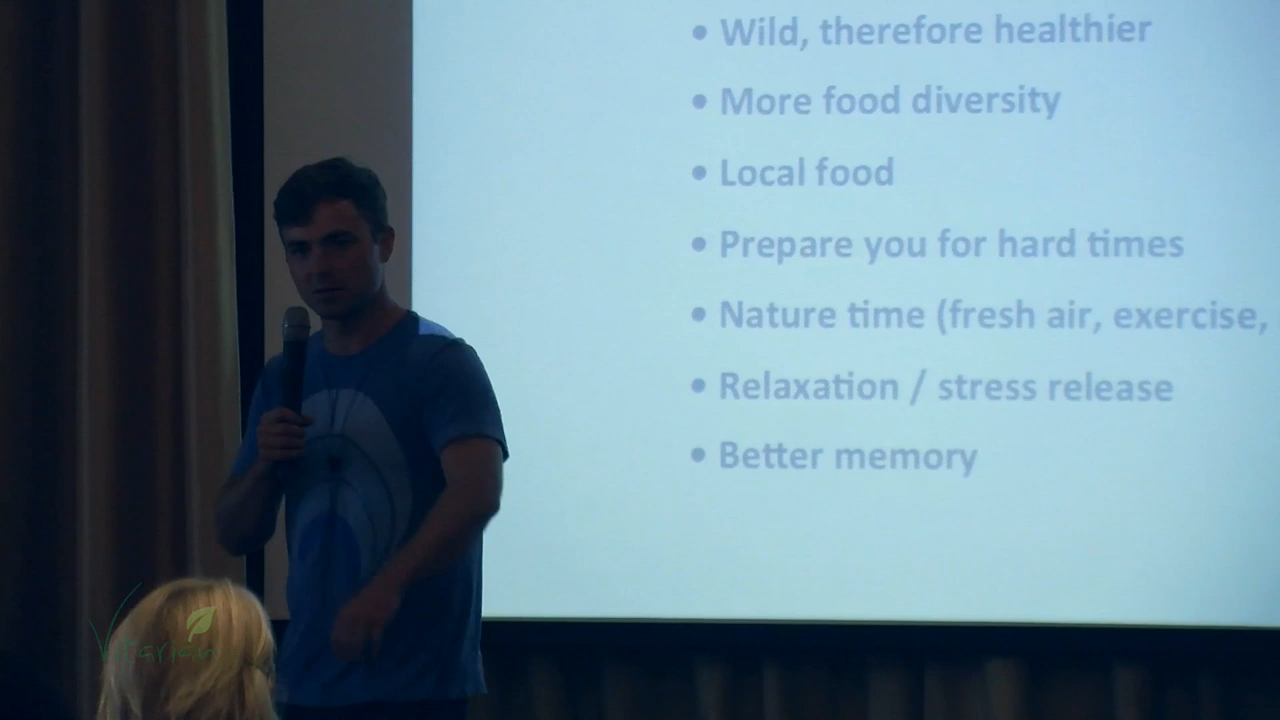 • Wild, therefore healthier
• More food diversity
• Local food
• Prepare you for hard times
• Nature time (fresh air, exercise,
• Relaxation / stress release
• Better memory
Vitarian